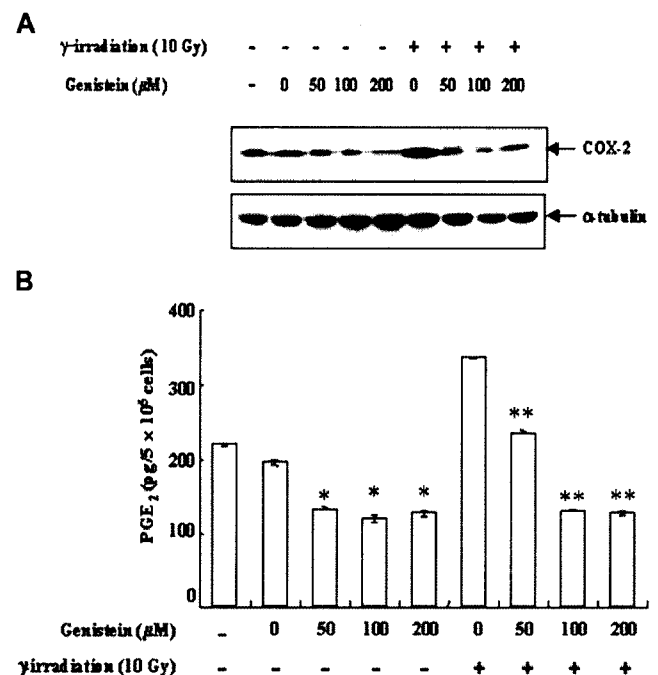 A
γ-irradiation (10 Gy) - - - - - + + + +
Genistein (μM) - 0 50 100 200 0 50 100 200
COX-2
α-tubulin
B
400
300
200
100
0
PGE2 (pg/5 × 10^6 cells)
* * * ** ** **
Genistein (μM) - 0 50 100 200 0 50 100 200
γ-irradiation (10 Gy) - - - - - + + + +